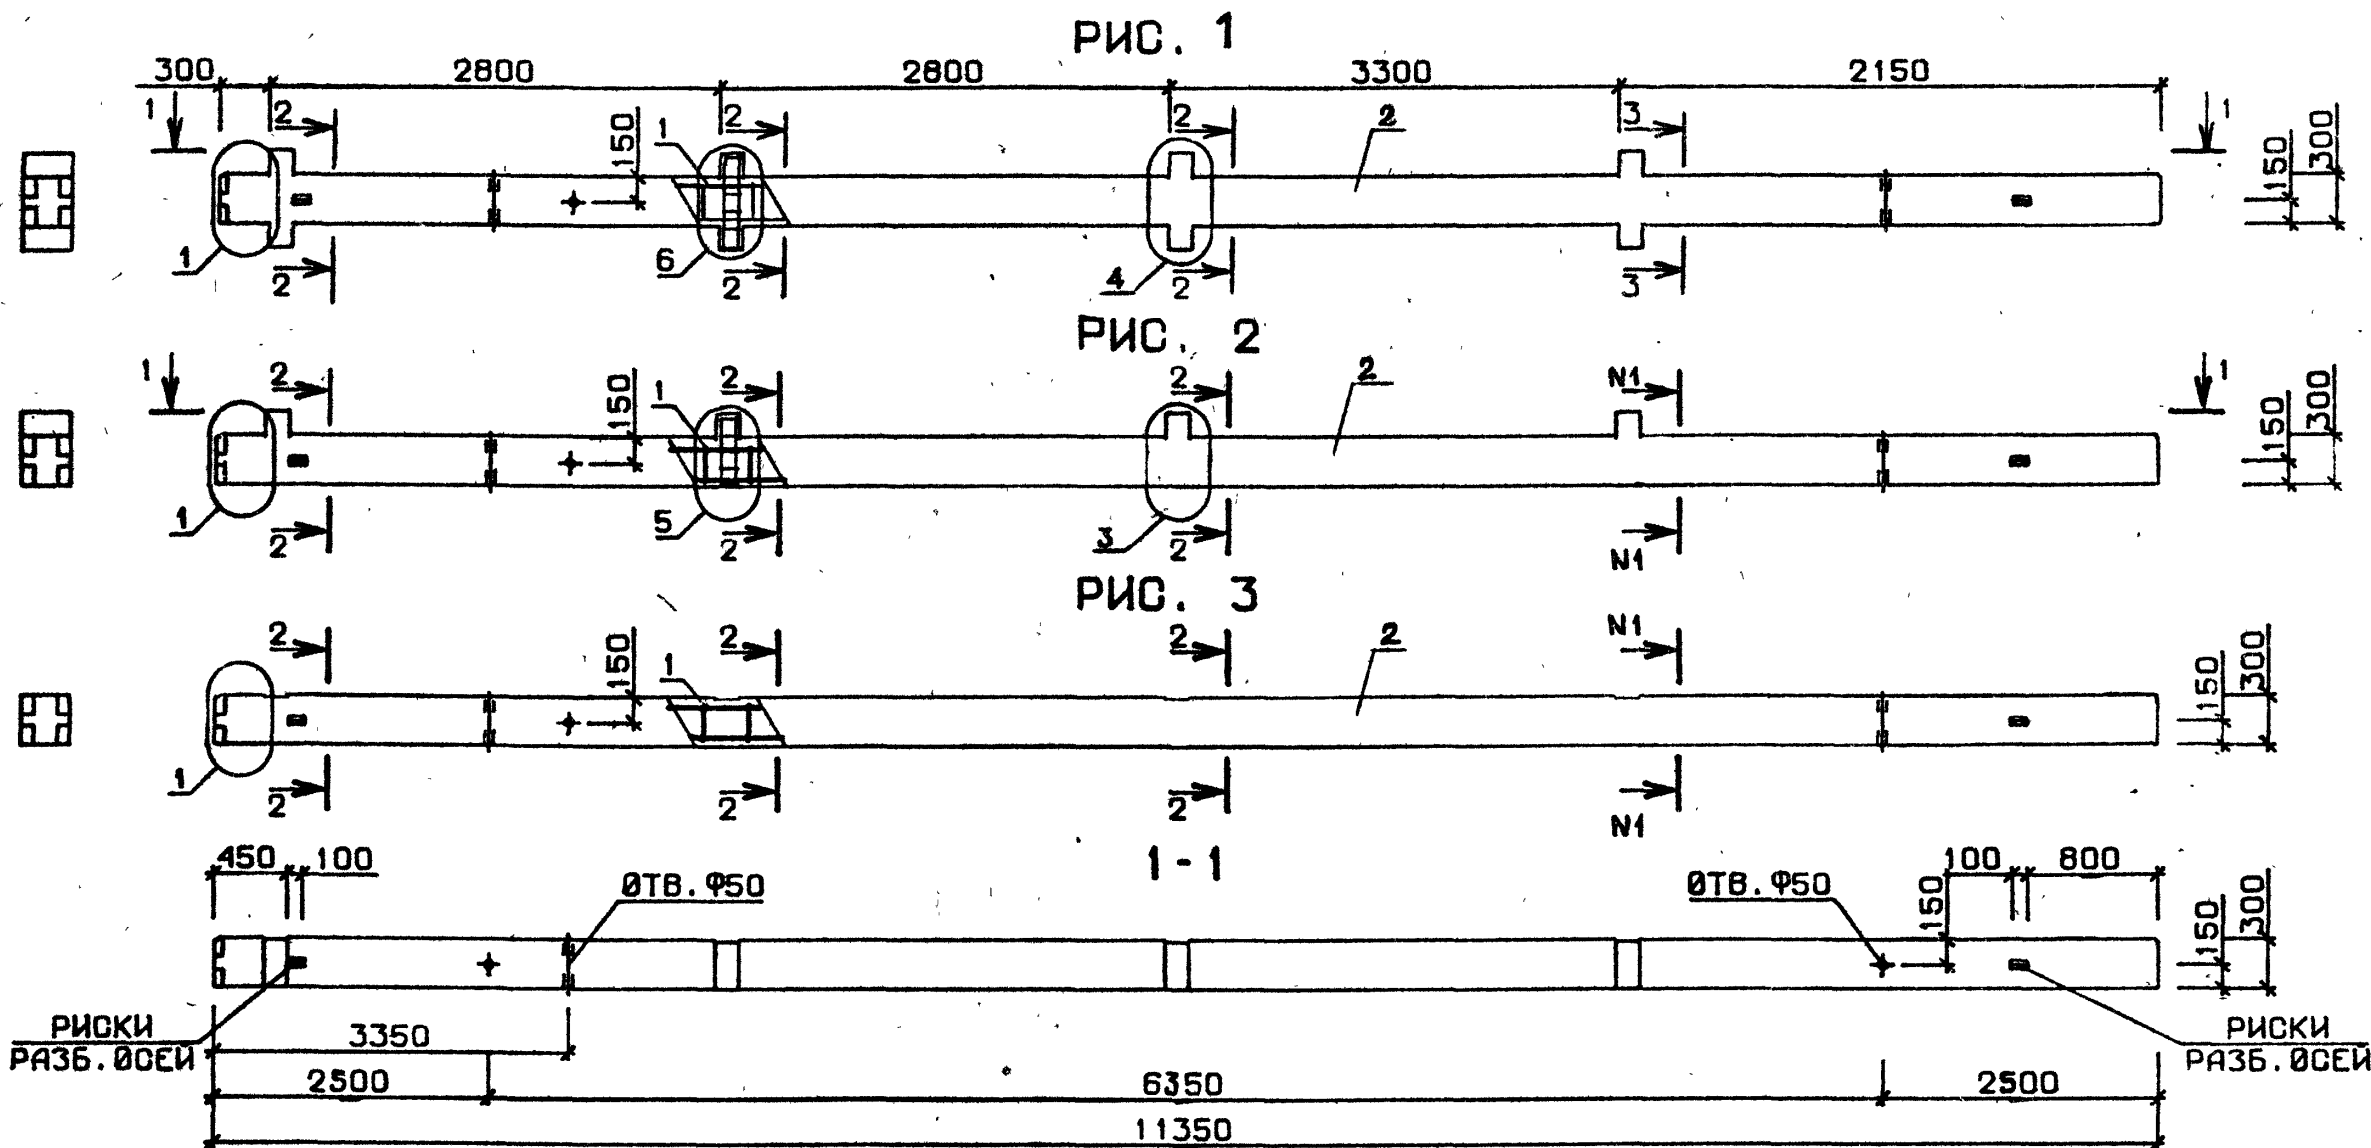 РИС. 1
300 2800 2800 3300 2150
1 2 150 1 2 2 2 3 1 150 300
1 2 6 2 4 2 3
РИС. 2
1 2 150 1 2 2 2 N1 1 150 300
1 2 5 2 3 2 N1
РИС. 3
2 150 1 2 2 2 N1 150 300
1 2 2 2 N1
1-1
450 100 ОТВ.Ф50 ОТВ.Ф50 150 100 800 150 300
РИСКИ
РАЗБ.ОСЕЙ
РИСКИ
РАЗБ.ОСЕЙ
3350
2500 6350 2500
11350